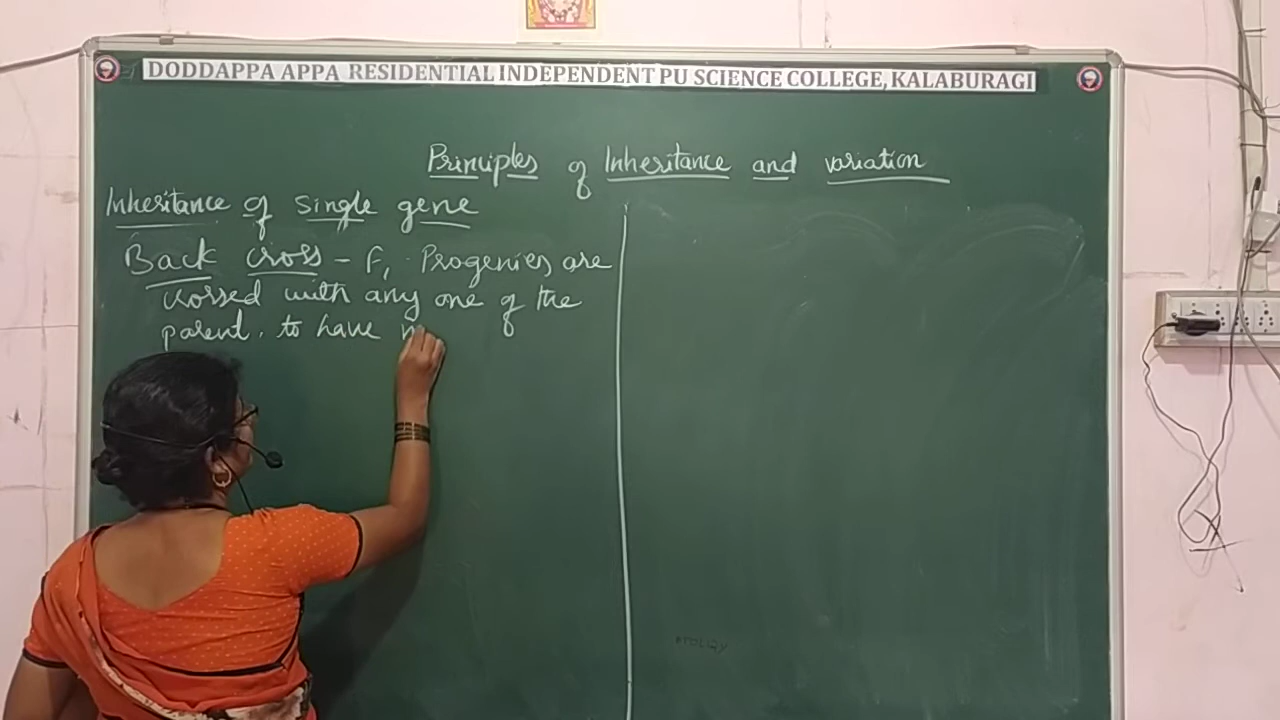 DODDAPPA APPA RESIDENTIAL INDEPENDENT PU SCIENCE COLLEGE, KALABURAGI
Principles of Inheritance and variation
Inheritance of Single gene
Back cross - F1 Progenies are
crossed with any one of the
parent. to have